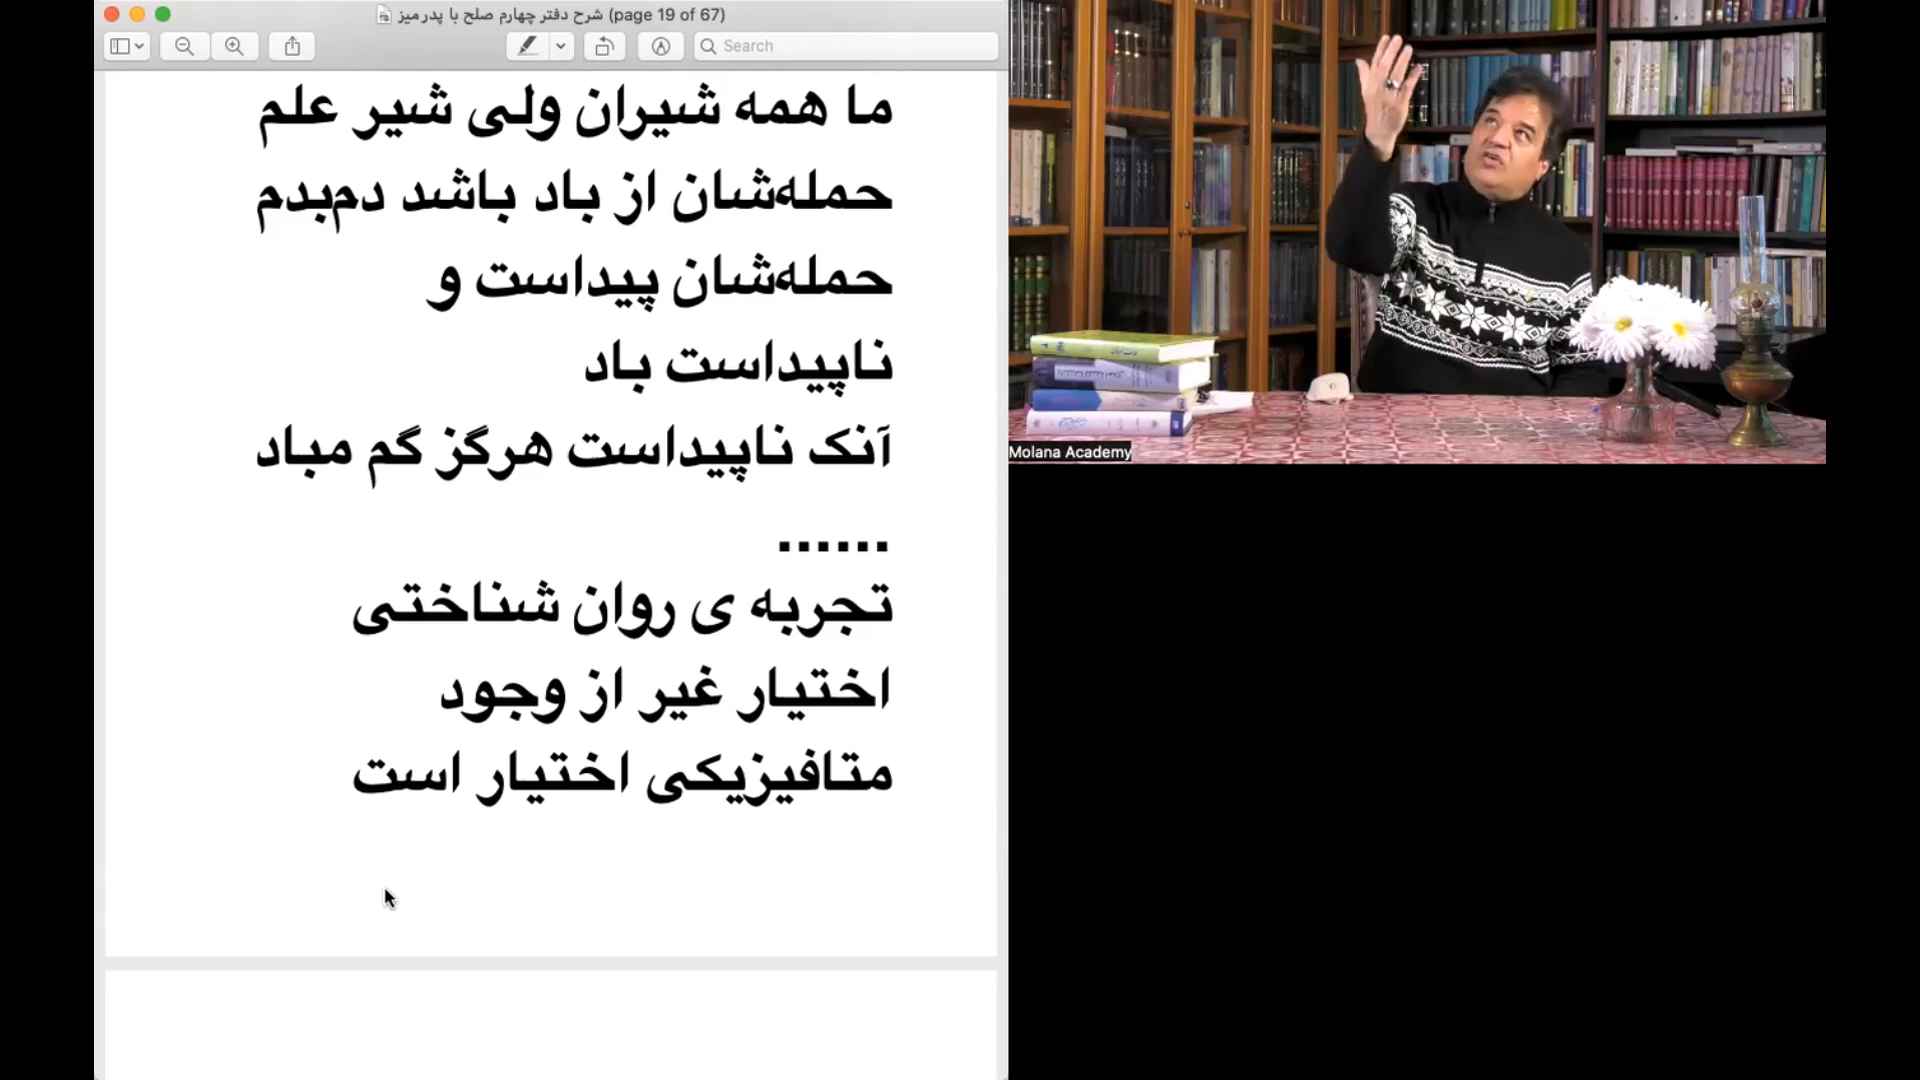 شرح دفتر چهارم صلح با پدر میز (page 19 of 67)
Search
ما همه شیران ولی شیر علم
حمله‌شان از باد باشد دم‌بدم
حمله‌شان پیداست و
ناپیداست باد
آنک ناپیداست هرگز گم مباد
......
تجربه ی روان شناختی
اختیار غیر از وجود
متافیزیکی اختیار است
Molana Academy